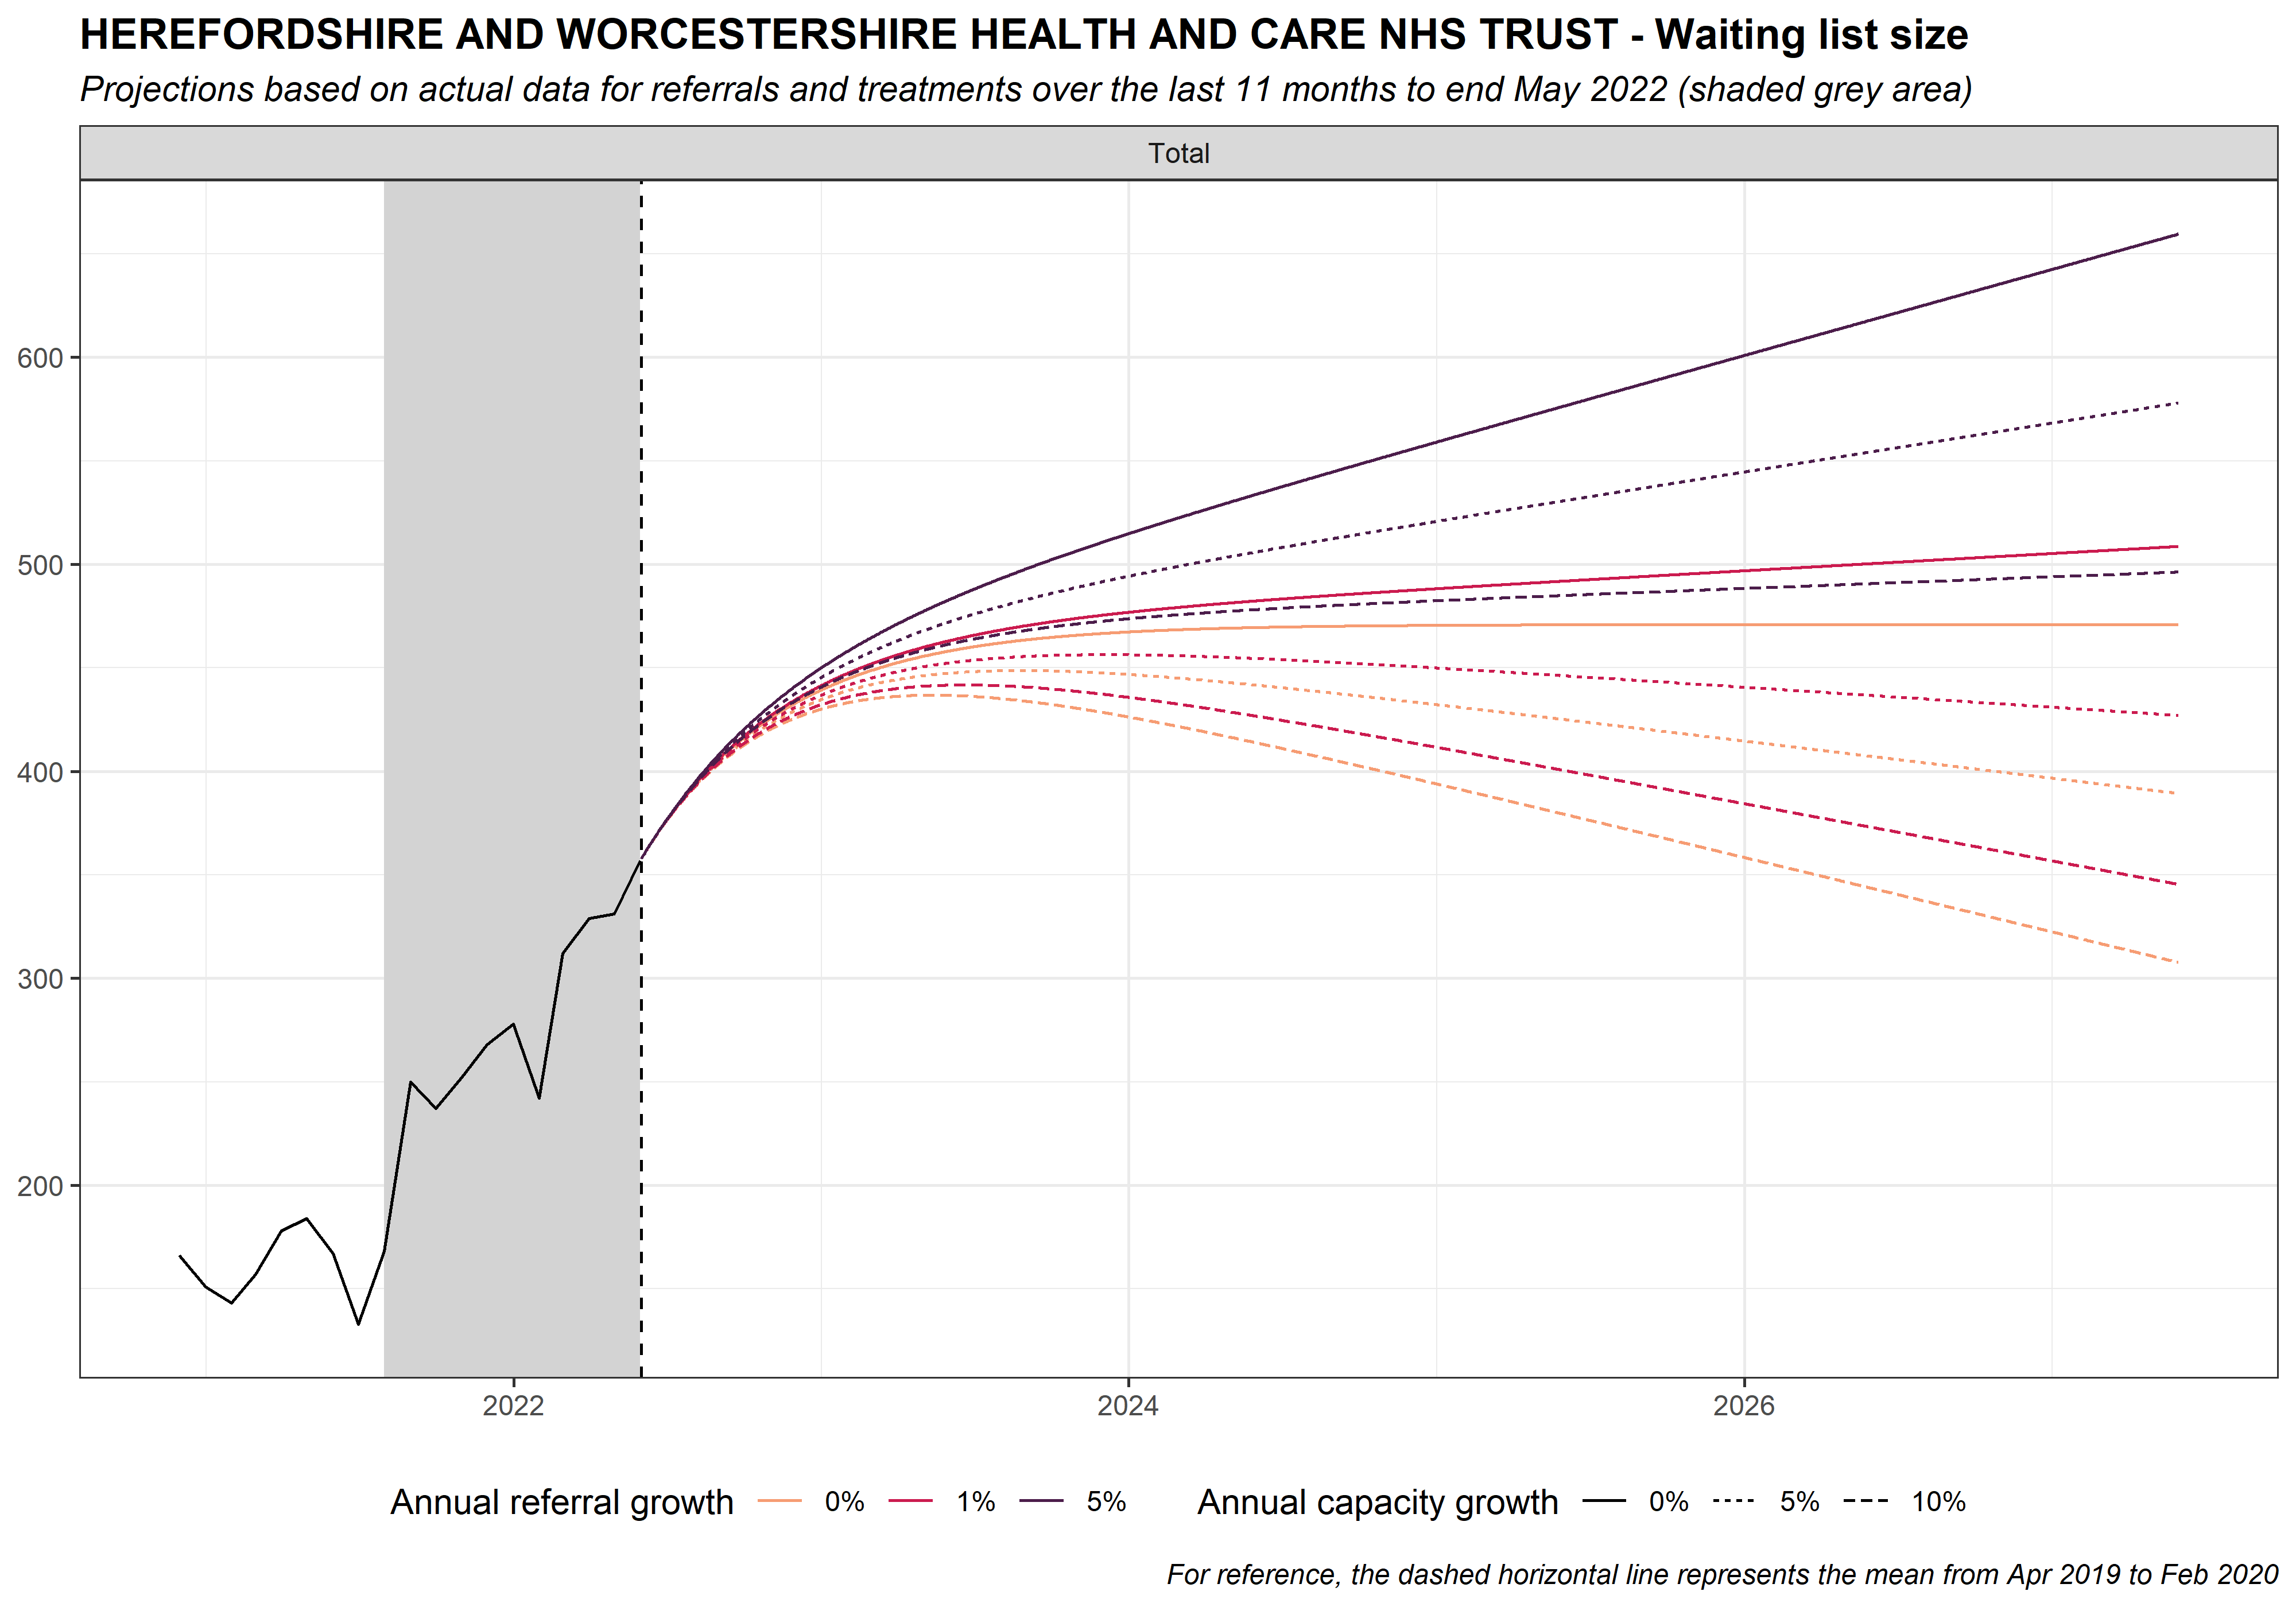 HEREFORDSHIRE AND WORCESTERSHIRE HEALTH AND CARE NHS TRUST - Waiting list size
Projections based on actual data for referrals and treatments over the last 11 months to end May 2022 (shaded grey area)
Total
600
500
400
300
200
2022 2024 2026
Annual referral growth 0% 1% 5% Annual capacity growth 0% 5% 10%
For reference, the dashed horizontal line represents the mean from Apr 2019 to Feb 2020